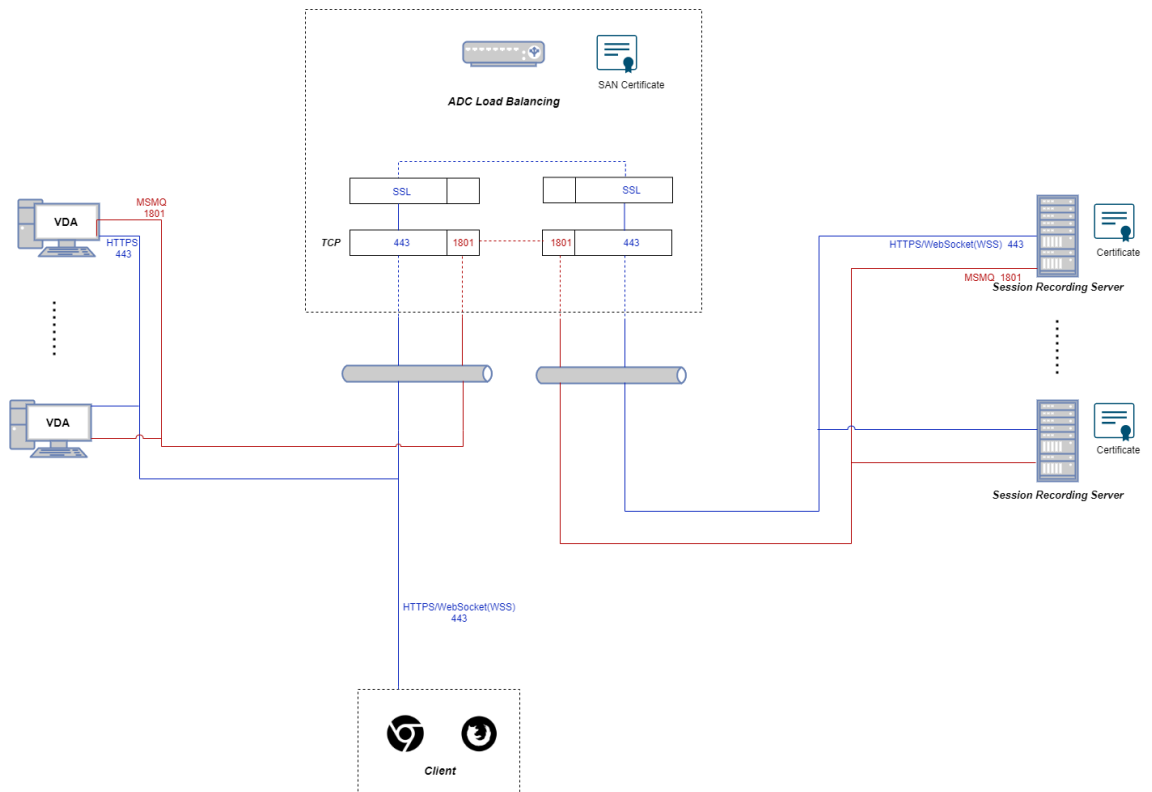 SAN Certificate
ADC Load Balancing
SSL
SSL
TCP
443
1801
1801
443
VDA
MSMQ
1801
HTTPS
443
VDA
HTTPS/WebSocket(WSS) 443
MSMQ 1801
Certificate
Session Recording Server
Certificate
Session Recording Server
HTTPS/WebSocket(WSS)
443
Client